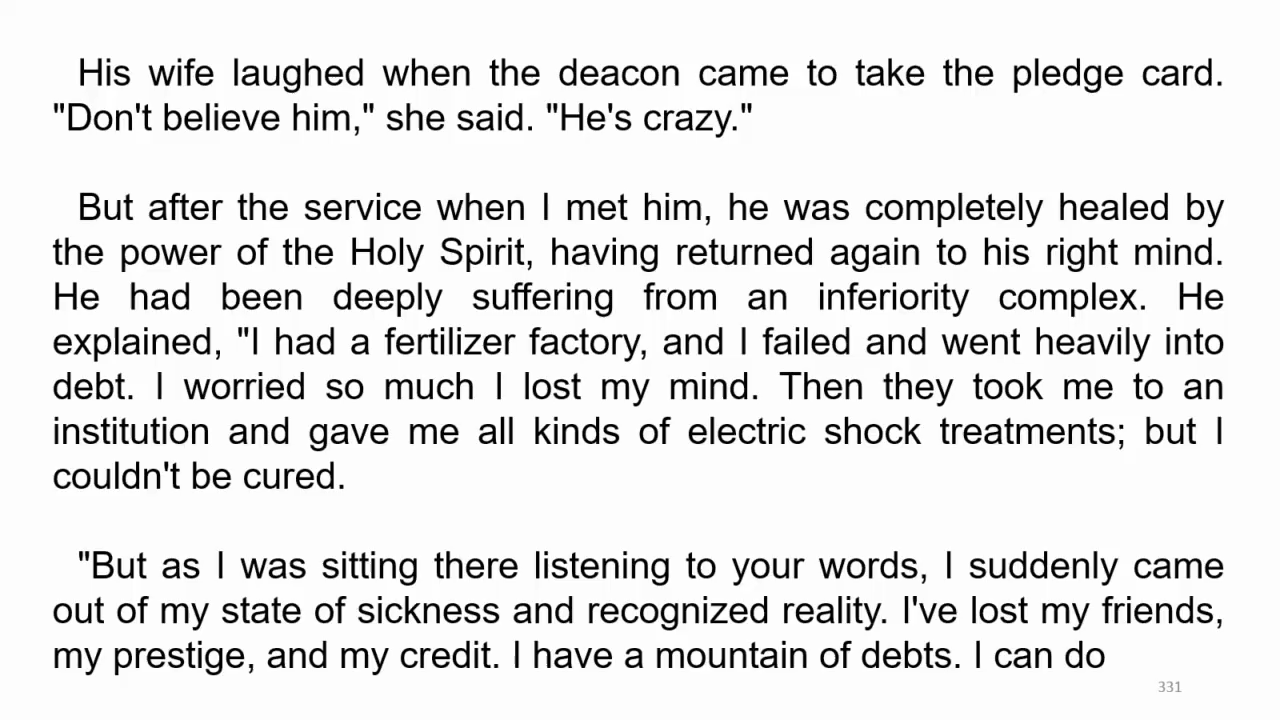 His wife laughed when the deacon came to take the pledge card.
"Don't believe him," she said. "He's crazy."
But after the service when I met him, he was completely healed by
the power of the Holy Spirit, having returned again to his right mind.
He had been deeply suffering from an inferiority complex. He
explained, "I had a fertilizer factory, and I failed and went heavily into
debt. I worried so much I lost my mind. Then they took me to an
institution and gave me all kinds of electric shock treatments; but I
couldn't be cured.
"But as I was sitting there listening to your words, I suddenly came
out of my state of sickness and recognized reality. I've lost my friends,
my prestige, and my credit. I have a mountain of debts. I can do
331